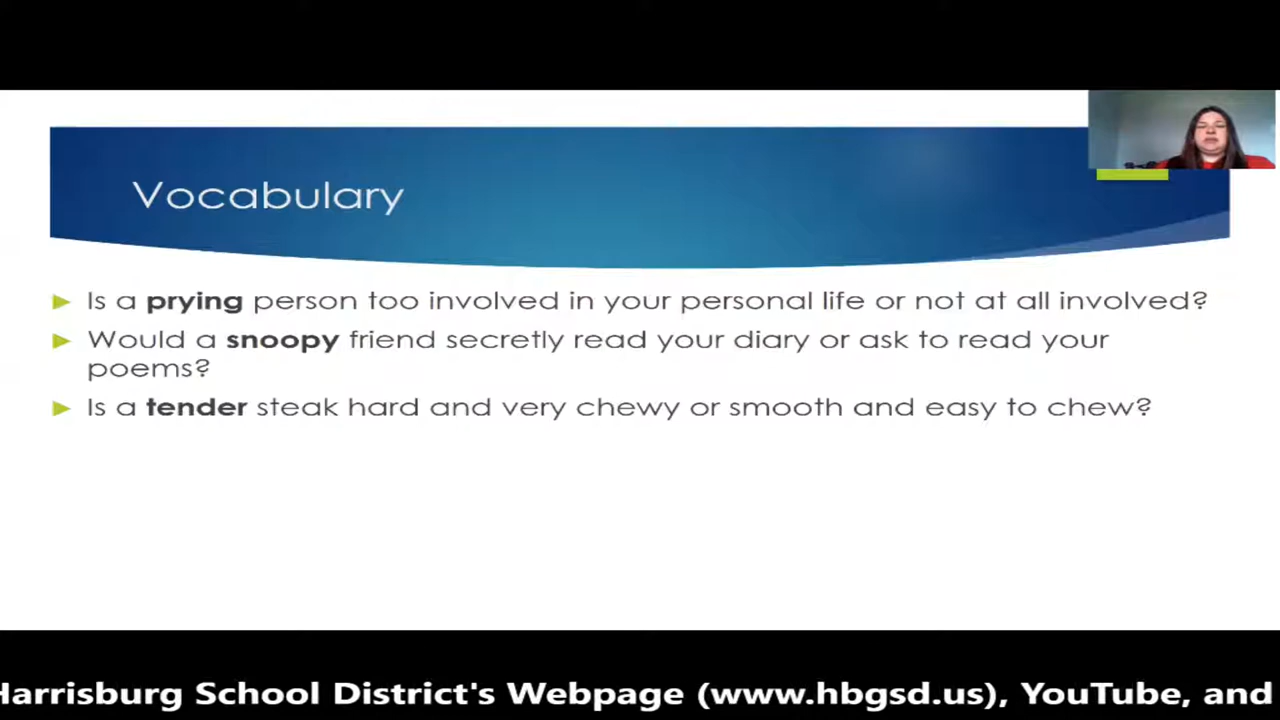 Vocabulary
Is a prying person too involved in your personal life or not at all involved?
Would a snoopy friend secretly read your diary or ask to read your
poems?
Is a tender steak hard and very chewy or smooth and easy to chew?
Harrisburg School District's Webpage (www.hbgsd.us), YouTube, and